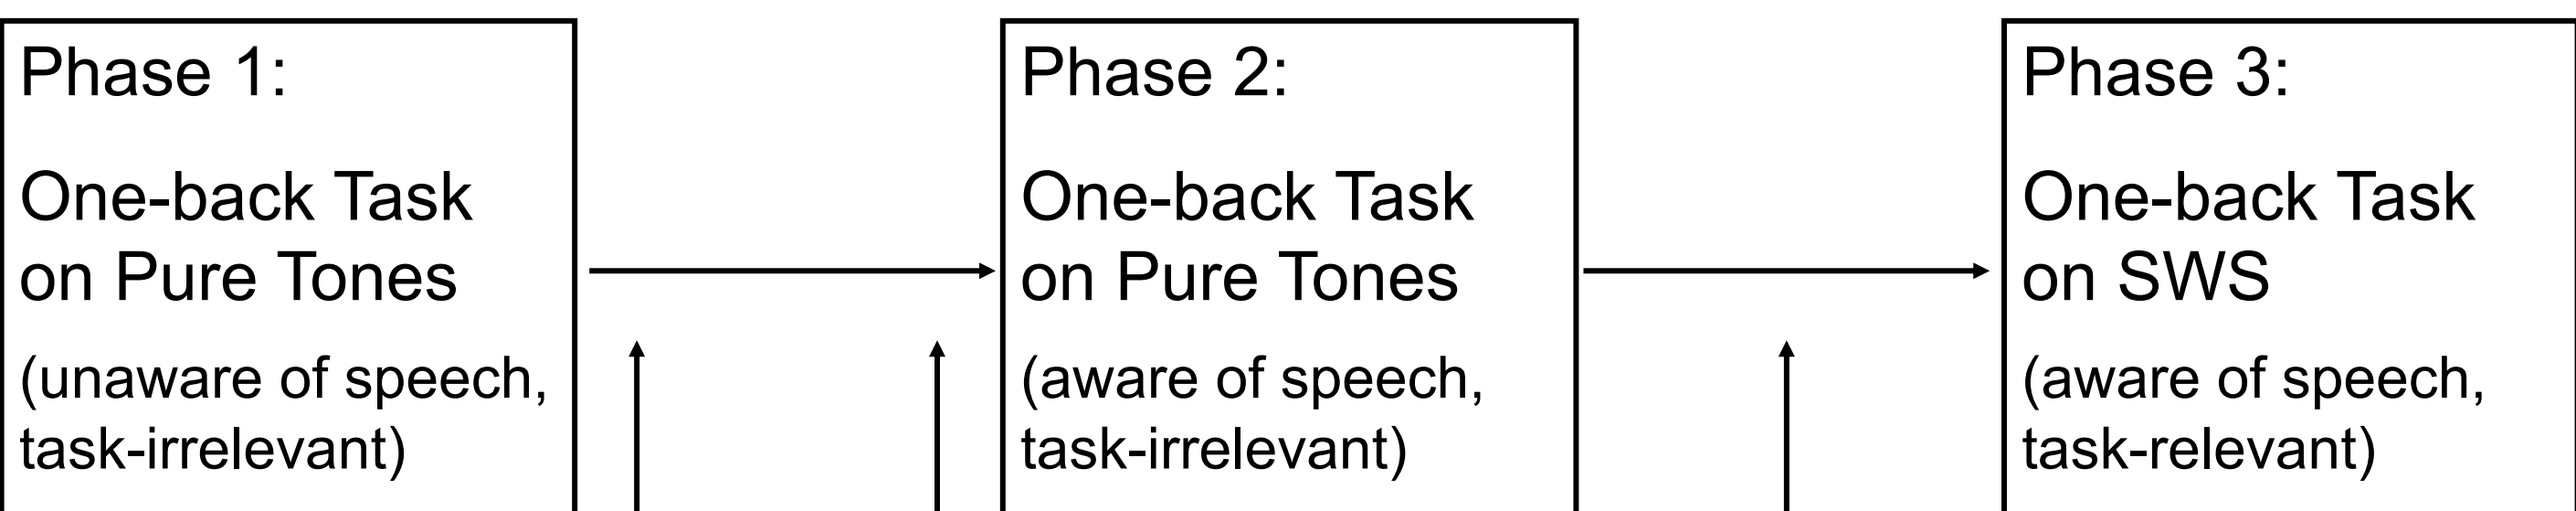 Phase 1:
One-back Task
on Pure Tones
(unaware of speech,
task-irrelevant)
Phase 2:
One-back Task
on Pure Tones
(aware of speech,
task-irrelevant)
Phase 3:
One-back Task
on SWS
(aware of speech,
task-relevant)